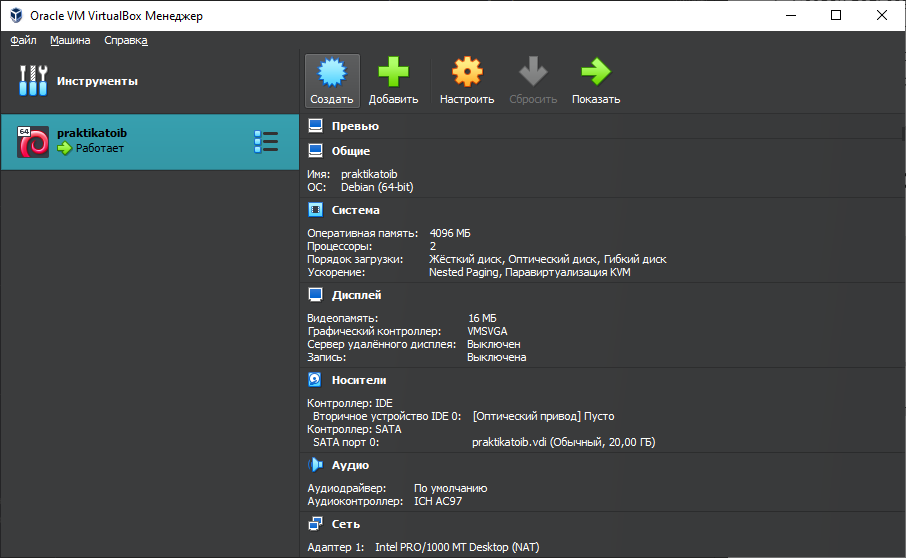 Oracle VM VirtualBox Менеджер
Файл Машина Справка
Инструменты
Создать Добавить Настроить Сбросить Показать
64
praktikatoib
Работает
Превью
Общие
Имя: praktikatoib
ОС: Debian (64-bit)
Система
Оперативная память: 4096 МБ
Процессоры: 2
Порядок загрузки: Жёсткий диск, Оптический диск, Гибкий диск
Ускорение: Nested Paging, Паравиртуализация KVM
Дисплей
Видеопамять: 16 МБ
Графический контроллер: VMSVGA
Сервер удалённого дисплея: Выключен
Запись: Выключена
Носители
Контроллер: IDE
Вторичное устройство IDE 0: [Оптический привод] Пусто
Контроллер: SATA
SATA порт 0: praktikatoib.vdi (Обычный, 20,00 ГБ)
Аудио
Аудиодрайвер: По умолчанию
Аудиоконтроллер: ICH AC97
Сеть
Адаптер 1: Intel PRO/1000 MT Desktop (NAT)